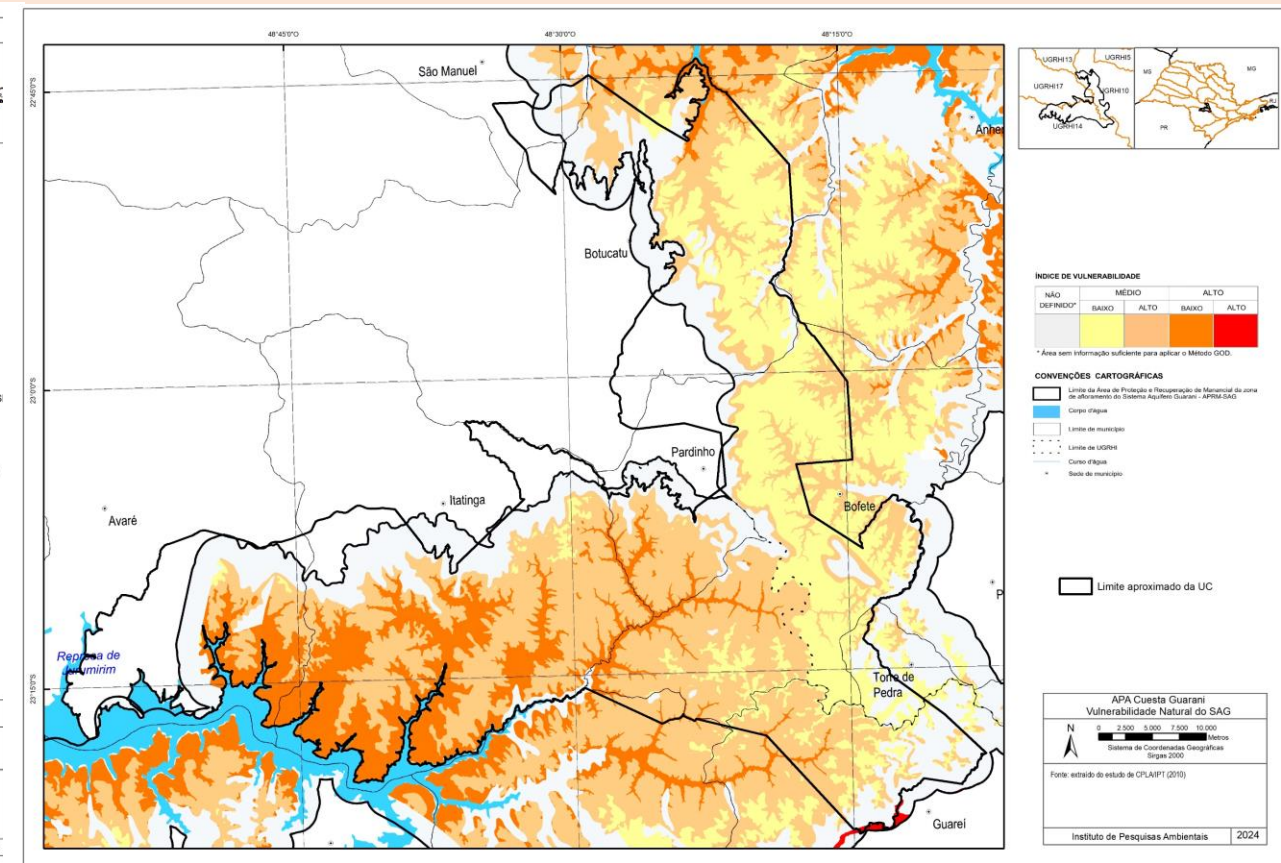 48°45'0"O
48°30'0"O
48°15'0"O
22°45'0"S
23°0'0"S
23°15'0"S
São Manuel
Botucatu
Pardinho
Itatinga
Avaré
Bofete
Torre de
Pedra
Guareí
Represa de
Jurumirim
UGRHI13
UGRHI5
UGRHI17
UGRHI10
UGRHI14
MS
MG
RJ
PR
ÍNDICE DE VULNERABILIDADE
NÃO
DEFINIDO*
MÉDIO
ALTO
BAIXO
ALTO
BAIXO
ALTO
* Área sem informação suficiente para aplicar o Método GOD.
CONVENÇÕES CARTOGRÁFICAS
Limite da Área de Proteção e Recuperação de Manancial da zona
de afloramento do Sistema Aquífero Guarani - APRM-SAG
Corpo d'água
Limite de município
Limite de UGRHI
Curso d'água
Sede de município
Limite aproximado da UC
APA Cuesta Guarani
Vulnerabilidade Natural do SAG
N
0 2.500 5.000 7.500 10.000
Metros
Sistema de Coordenadas Geográficas
Sirgas 2000
Fonte: extraído do estudo de CPLA/IPT (2010)
Instituto de Pesquisas Ambientais
2024